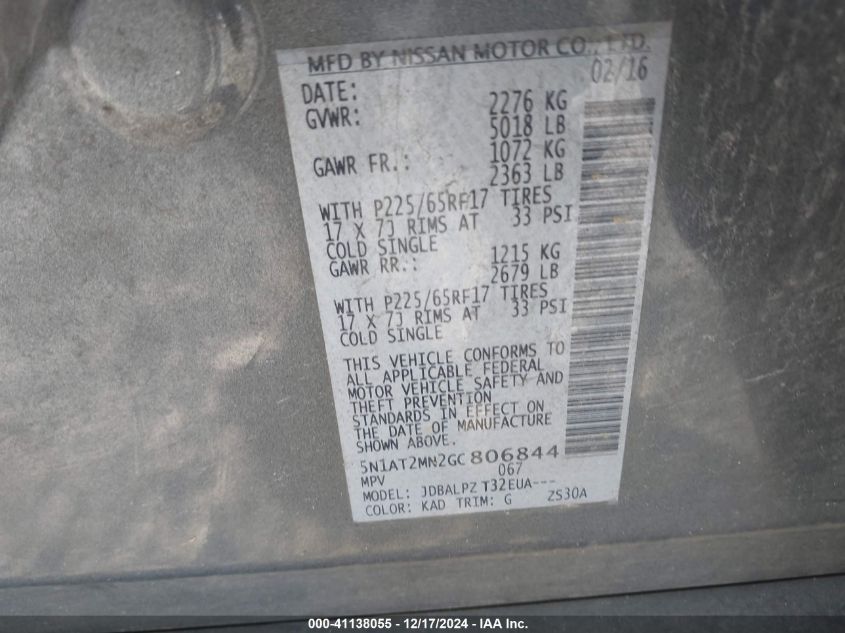 MFD BY NISSAN MOTOR CO., LTD.
DATE: 02/16
GVWR: 2276 KG
5018 LB
GAWR FR.: 1072 KG
2363 LB
WITH P225/65RF17 TIRES
17 X 7J RIMS AT 33 PSI
COLD SINGLE
GAWR RR.: 1215 KG
2679 LB
WITH P225/65RF17 TIRES
17 X 7J RIMS AT 33 PSI
COLD SINGLE
THIS VEHICLE CONFORMS TO
ALL APPLICABLE FEDERAL
MOTOR VEHICLE SAFETY AND
THEFT PREVENTION
STANDARDS IN EFFECT ON
THE DATE OF MANUFACTURE
SHOWN ABOVE.
5N1AT2MN2GC806844
MPV 067
MODEL: JDBALPZ T32EUA---
COLOR: KAD TRIM: G ZS30A
000-41138055 - 12/17/2024 - IAA Inc.